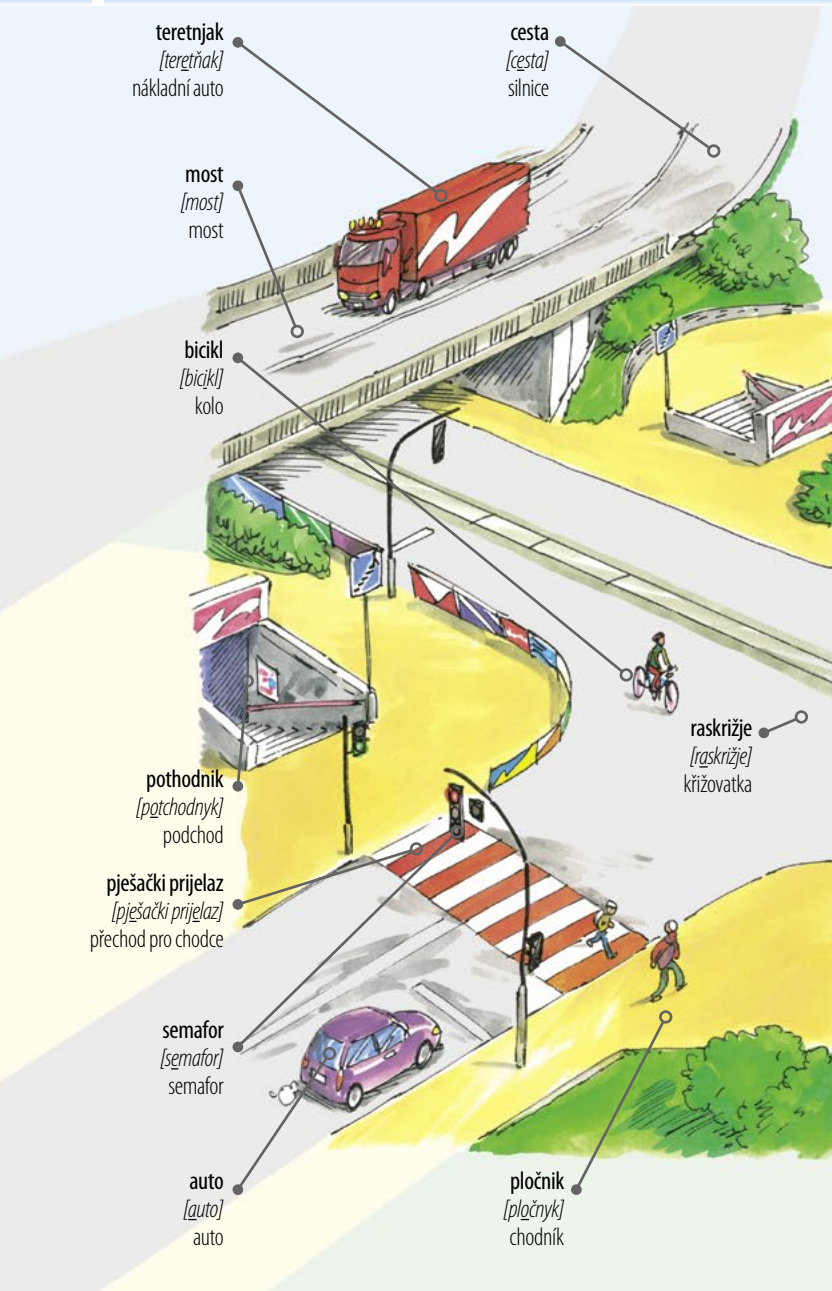 teretnjak
[teretňak]
nákladní auto
cesta
[cesta]
silnice
most
[most]
most
bicikl
[bicikl]
kolo
raskrižje
[raskrižje]
křižovatka
pothodnik
[potchodnyk]
podchod
pješački prijelaz
[pješački prijelaz]
přechod pro chodce
semafor
[semafor]
semafor
auto
[auto]
auto
pločnik
[pločnyk]
chodník